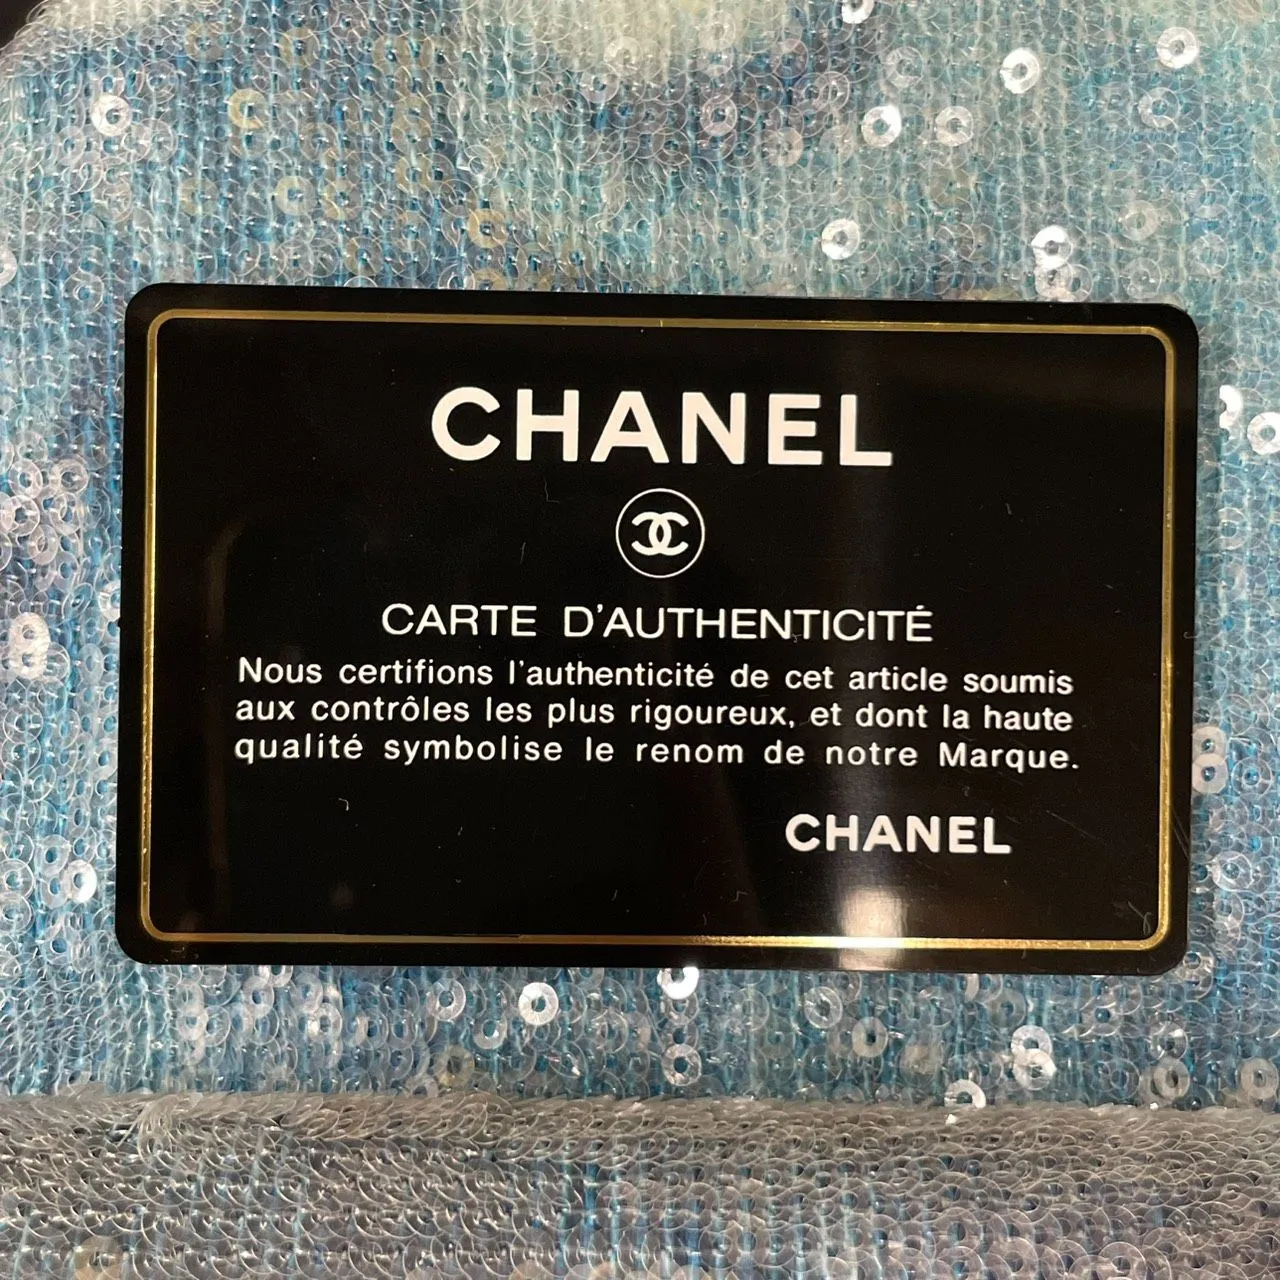 CHANEL
CARTE D'AUTHENTICITÉ
Nous certifions l'authenticité de cet article soumis
aux contrôles les plus rigoureux, et dont la haute
qualité symbolise le renom de notre Marque.
CHANEL